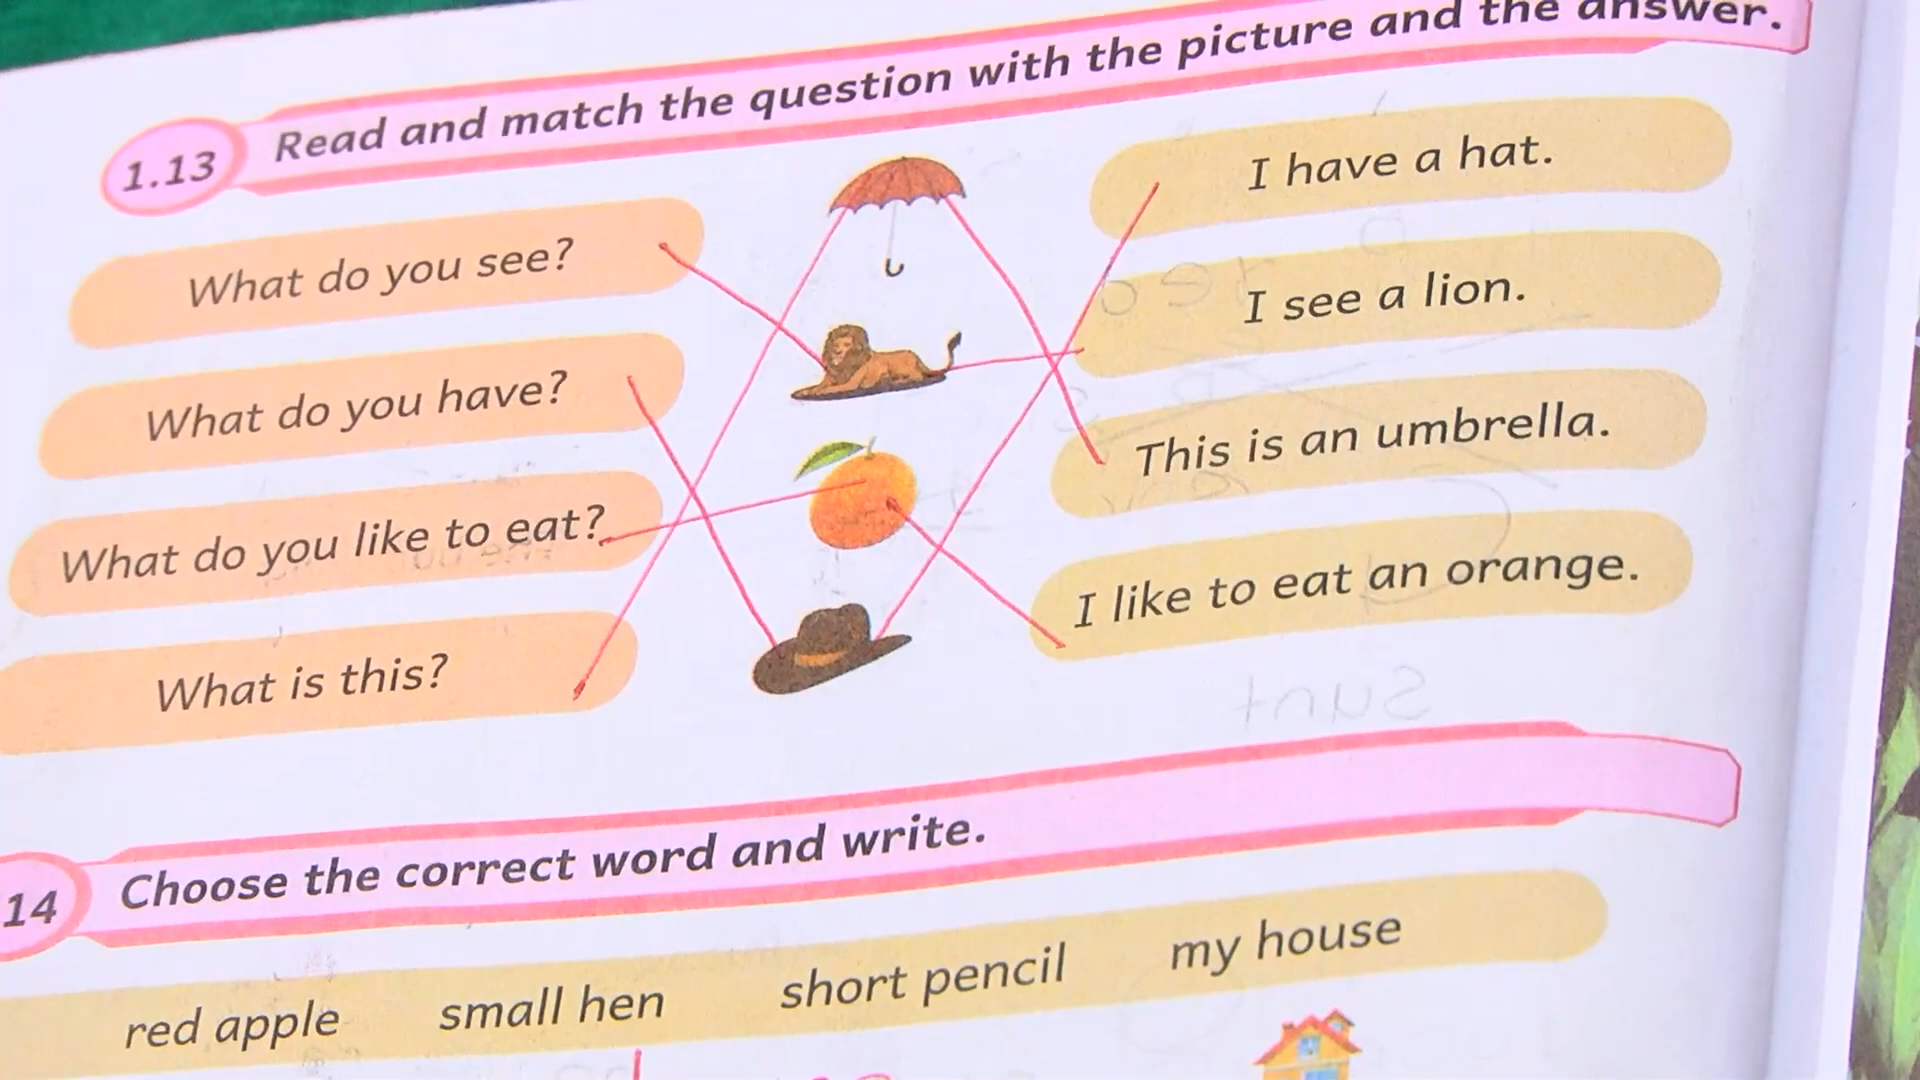 1.13 Read and match the question with the picture and the answer.
What do you see?
What do you have?
What do you like to eat?
What is this?
I have a hat.
I see a lion.
This is an umbrella.
I like to eat an orange.
14 Choose the correct word and write.
red apple small hen short pencil my house